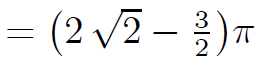 = (2√2 − 3/2)π